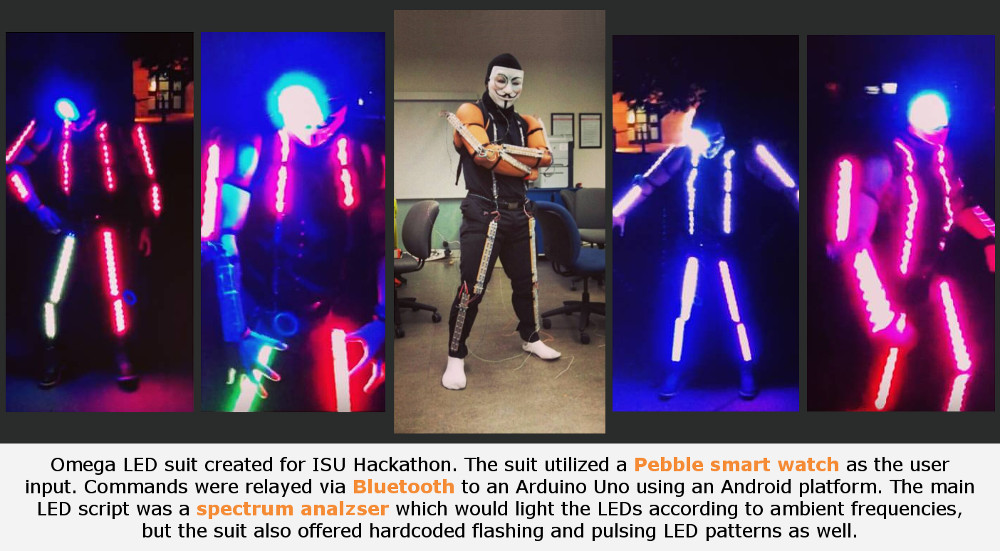 Omega LED suit created for ISU Hackathon. The suit utilized a Pebble smart watch as the user
input. Commands were relayed via Bluetooth to an Arduino Uno using an Android platform. The main
LED script was a spectrum analzser which would light the LEDs according to ambient frequencies,
but the suit also offered hardcoded flashing and pulsing LED patterns as well.